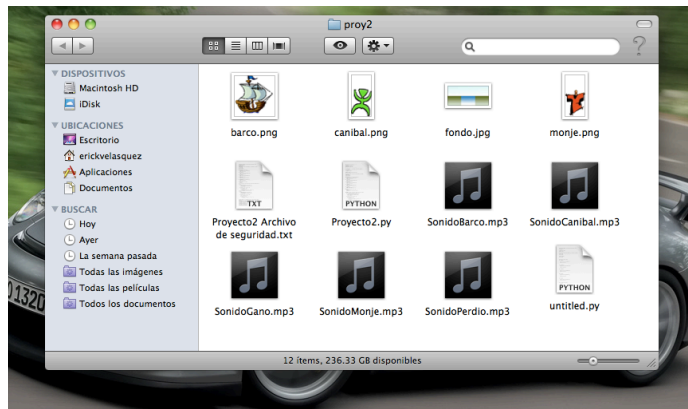 proy2
?
DISPOSITIVOS
Macintosh HD
iDisk
UBICACIONES
Escritorio
erickvelasquez
Aplicaciones
Documentos
BUSCAR
Hoy
Ayer
La semana pasada
Todas las imágenes
Todas las películas
Todos los documentos
barco.png
canibal.png
fondo.jpg
monje.png
TXT
Proyecto2 Archivo
de seguridad.txt
PYTHON
Proyecto2.py
SonidoBarco.mp3
SonidoCanibal.mp3
SonidoGano.mp3
SonidoMonje.mp3
SonidoPerdio.mp3
PYTHON
untitled.py
12 ítems, 236.33 GB disponibles
1320